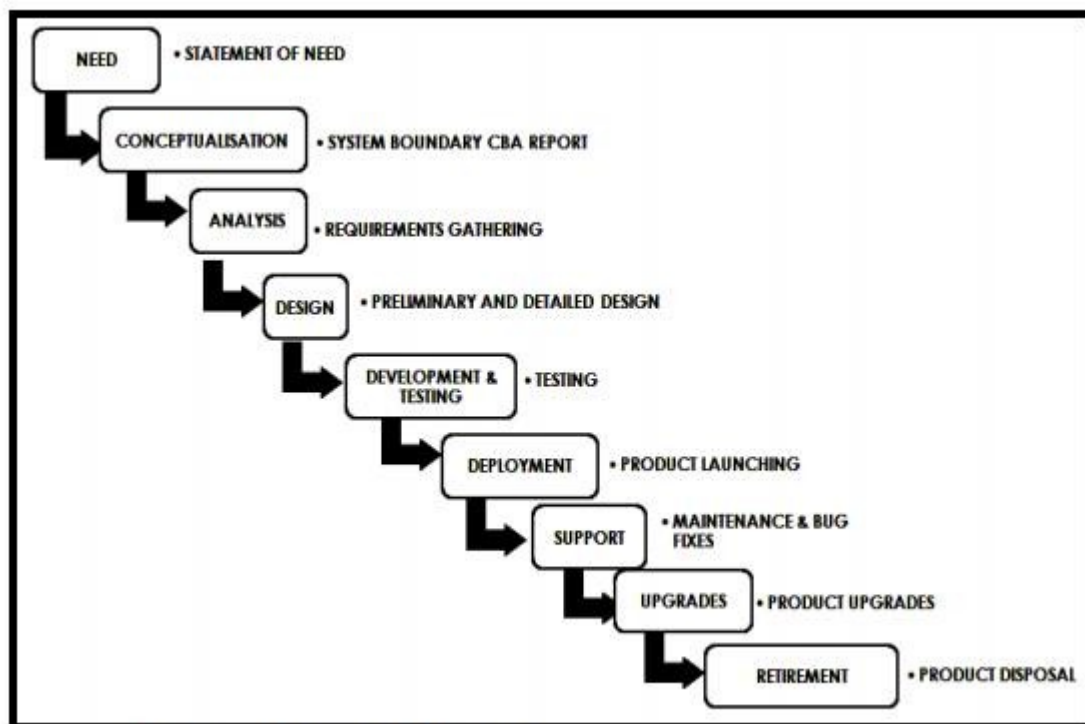 NEED
• STATEMENT OF NEED
CONCEPTUALISATION
• SYSTEM BOUNDARY CBA REPORT
ANALYSIS
• REQUIREMENTS GATHERING
DESIGN
• PRELIMINARY AND DETAILED DESIGN
DEVELOPMENT &
TESTING
• TESTING
DEPLOYMENT
• PRODUCT LAUNCHING
SUPPORT
• MAINTENANCE & BUG
FIXES
UPGRADES
• PRODUCT UPGRADES
RETIREMENT
• PRODUCT DISPOSAL